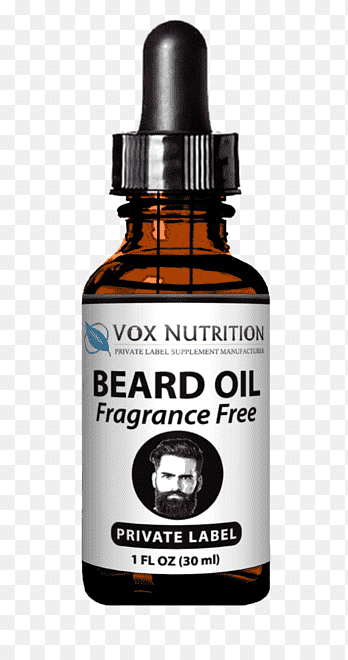 VOX NUTRITION
PRIVATE LABEL SUPPLEMENT MANUFACTURER
BEARD OIL
Fragrance Free
PRIVATE LABEL
1 FL OZ (30 ml)